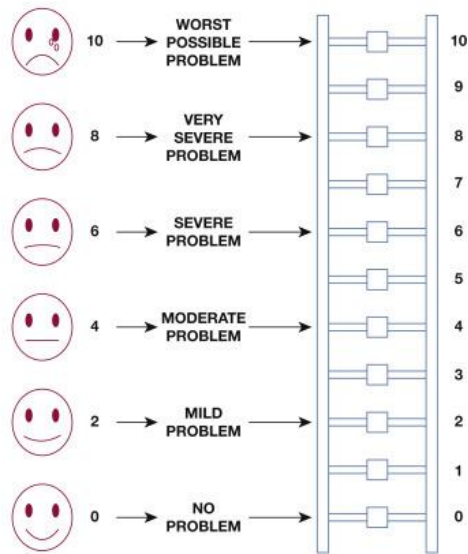 10 WORST POSSIBLE PROBLEM 10
9
8 VERY SEVERE PROBLEM 8
7
6 SEVERE PROBLEM 6
5
4 MODERATE PROBLEM 4
3
2 MILD PROBLEM 2
1
0 NO PROBLEM 0